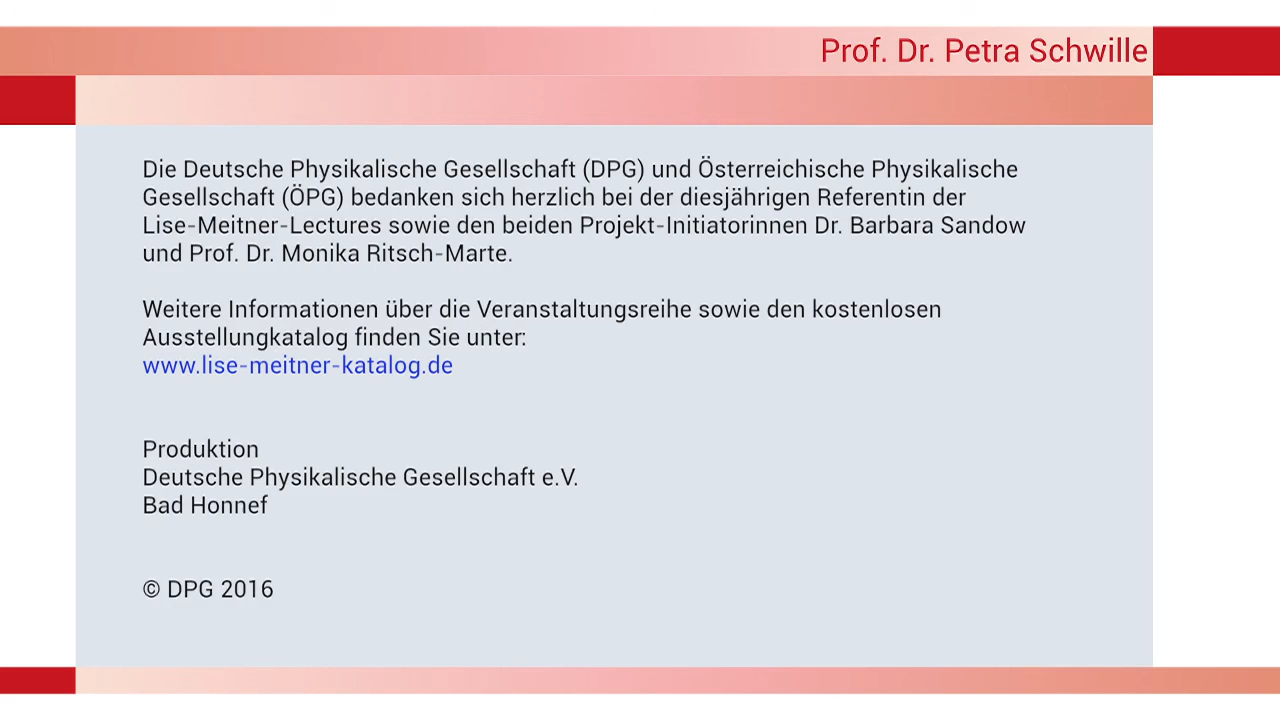 Prof. Dr. Petra Schwille
Die Deutsche Physikalische Gesellschaft (DPG) und Österreichische Physikalische
Gesellschaft (ÖPG) bedanken sich herzlich bei der diesjährigen Referentin der
Lise-Meitner-Lectures sowie den beiden Projekt-Initiatorinnen Dr. Barbara Sandow
und Prof. Dr. Monika Ritsch-Marte.
Weitere Informationen über die Veranstaltungsreihe sowie den kostenlosen
Ausstellungkatalog finden Sie unter:
www.lise-meitner-katalog.de
Produktion
Deutsche Physikalische Gesellschaft e.V.
Bad Honnef
© DPG 2016